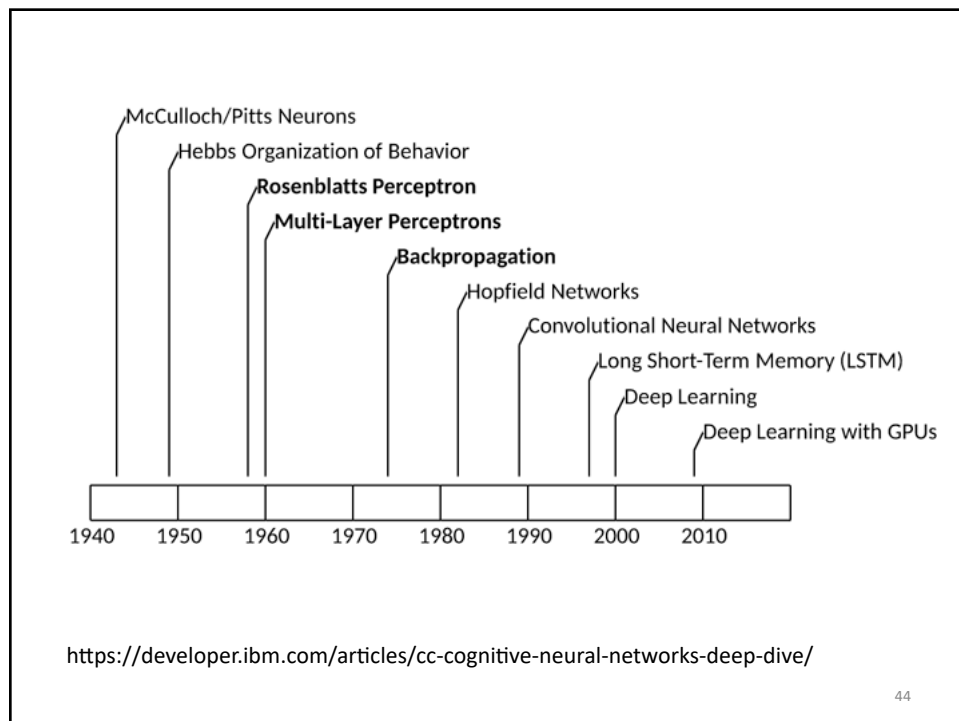 McCulloch/Pitts Neurons
Hebbs Organization of Behavior
Rosenblatts Perceptron
Multi-Layer Perceptrons
Backpropagation
Hopfield Networks
Convolutional Neural Networks
Long Short-Term Memory (LSTM)
Deep Learning
Deep Learning with GPUs
1940 1950 1960 1970 1980 1990 2000 2010
https://developer.ibm.com/articles/cc-cognitive-neural-networks-deep-dive/
44